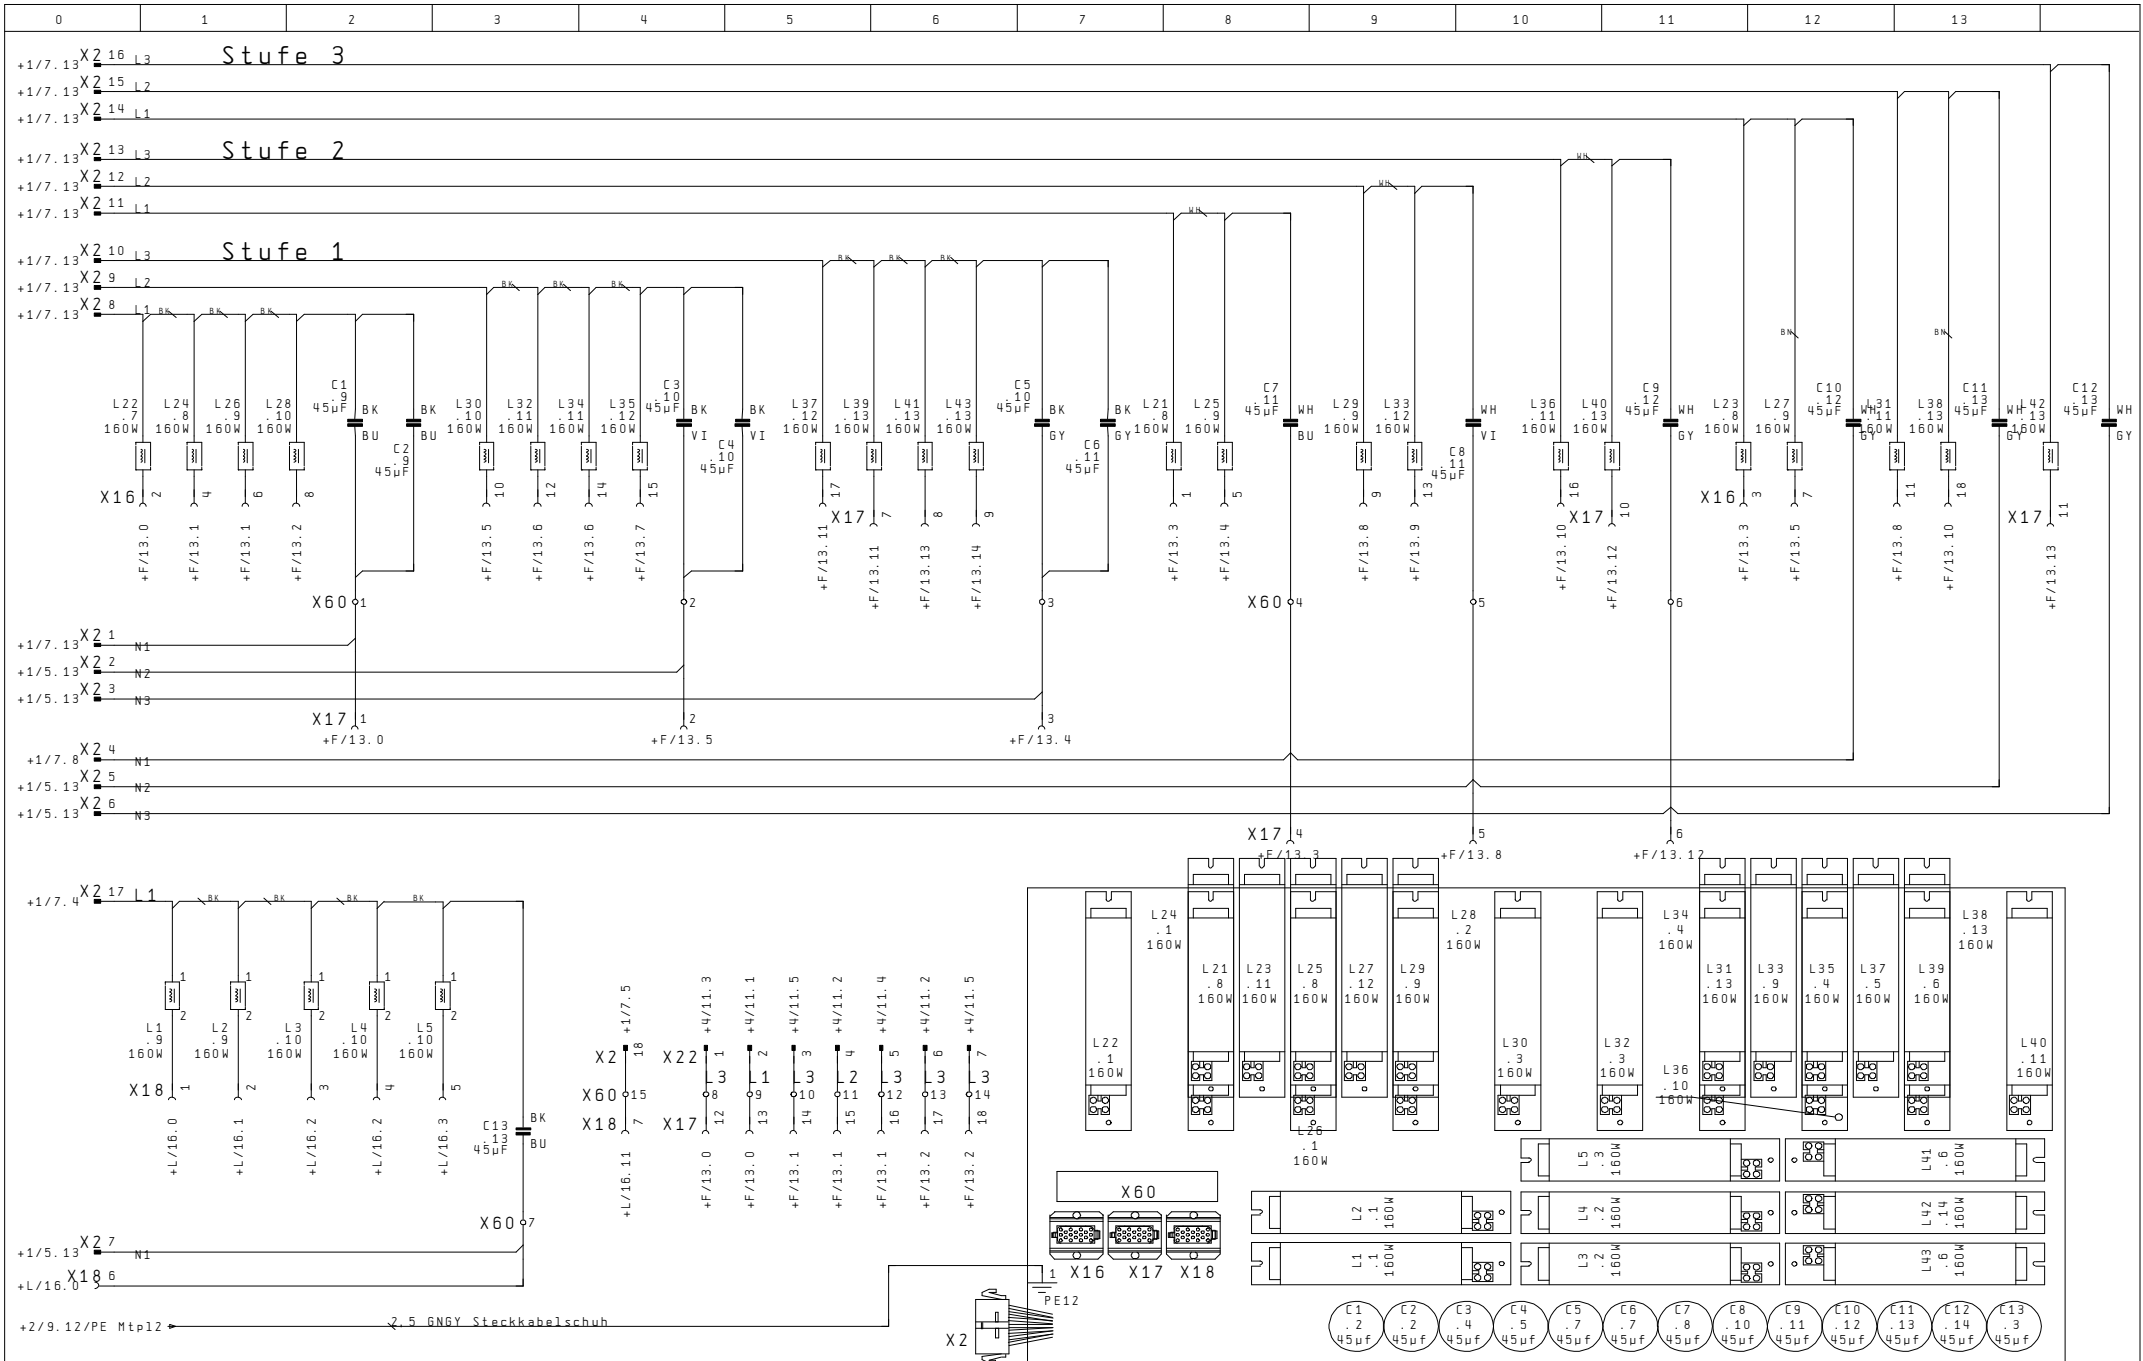 0 1 2 3 4 5 6 7 8 9 10 11 12 13
+1/7.13 X2 16 L3 Stufe 3
+1/7.13 X2 15 L2
+1/7.13 X2 14 L1
+1/7.13 X2 13 L3 Stufe 2 WH
+1/7.13 X2 12 L2 WH
+1/7.13 X2 11 L1 WH
+1/7.13 X2 10 L3 Stufe 1 BK BK BK
+1/7.13 X2 9 L2 BK BK BK
+1/7.13 X2 8 L1 BK BK BK
BN BN
L22 .7 160W
L24 .8 160W
L26 .9 160W
L28 .10 160W
C1 .9 45µF BK BU
C2 .9 45µF BK BU
L30 .10 160W
L32 .11 160W
L34 .11 160W
L35 .12 160W
C3 .10 45µF BK VI
C4 .10 45µF BK VI
L37 .12 160W
L39 .13 160W
L41 .13 160W
L43 .13 160W
C5 .10 45µF BK GY
C6 .11 45µF BK GY
L21 .8 160W
L25 .9 160W
C7 .11 45µF WH BU
L29 .9 160W
L33 .12 160W
C8 .11 45µF WH VI
L36 .11 160W
L40 .13 160W
C9 .12 45µF WH GY
L23 .8 160W
L27 .9 160W
C10 .12 45µF WH GY
L31 .11 160W
L38 .13 160W
C11 .13 45µF WH GY
L42 .13 160W
C12 .13 45µF WH GY
X16 2 4 6 8 10 12 14 15 17 X17 7 8 9 1 5 9 13 16 X17 10 X16 3 7 11 18 X17 11
+F/13.0 +F/13.1 +F/13.1 +F/13.2 +F/13.5 +F/13.6 +F/13.6 +F/13.7 +F/13.11 +F/13.11 +F/13.13 +F/13.14 +F/13.3 +F/13.4 +F/13.8 +F/13.9 +F/13.10 +F/13.12 +F/13.3 +F/13.5 +F/13.8 +F/13.10 +F/13.13
X60 1 2 3 X60 4 5 6
+1/7.13 X2 1 N1
+1/5.13 X2 2 N2
+1/5.13 X2 3 N3
X17 1 2 3
+F/13.0 +F/13.5 +F/13.4
+1/7.8 X2 4 N1
+1/5.13 X2 5 N2
+1/5.13 X2 6 N3
X17 4 5 6
+F/13.3 +F/13.8 +F/13.12
+1/7.4 X2 17 L1 BK BK BK BK
1 1 1 1 1
2 2 2 2 2
L1 .9 160W
L2 .9 160W
L3 .10 160W
L4 .10 160W
L5 .10 160W
X18 1 2 3 4 5
+L/16.0 +L/16.1 +L/16.2 +L/16.2 +L/16.3
C13 .13 45µF BK BU
X60 7
+1/5.13 X2 7 N1
+L/16.0 X18 6
+2/9.12/PE Mtpl2 2,5 GNGY Steckkabelschuh
+1/7.5 +4/11.3 +4/11.1 +4/11.5 +4/11.2 +4/11.4 +4/11.2 +4/11.5
X2 18 X22 1 2 3 4 5 6 7
L3 L1 L3 L2 L3 L3 L3
X60 15 8 9 10 11 12 13 14
X18 7 X17 12 13 14 15 16 17 18
+L/16.11 +F/13.0 +F/13.0 +F/13.1 +F/13.1 +F/13.1 +F/13.2 +F/13.2
L24 .1 160W
L28 .2 160W
L34 .4 160W
L38 .13 160W
L21 .8 160W
L23 .11 160W
L25 .8 160W
L27 .12 160W
L29 .9 160W
L31 .13 160W
L33 .9 160W
L35 .4 160W
L37 .5 160W
L39 .6 160W
L22 .1 160W
L30 .3 160W
L32 .3 160W
L36 .10 160W
L40 .11 160W
L26 .1 160W
L5 .3 160W
L41 .6 160W
X60
L2 .1 160W
L4 .2 160W
L42 .14 160W
L1 .1 160W
L3 .2 160W
L43 .6 160W
X16 X17 X18
1
PE12
X2
C1 .2 45µf
C2 .2 45µf
C3 .4 45µf
C4 .5 45µf
C5 .7 45µf
C6 .7 45µf
C7 .8 45µf
C8 .10 45µf
C9 .11 45µf
C10 .12 45µf
C11 .13 45µf
C12 .14 45µf
C13 .3 45µf